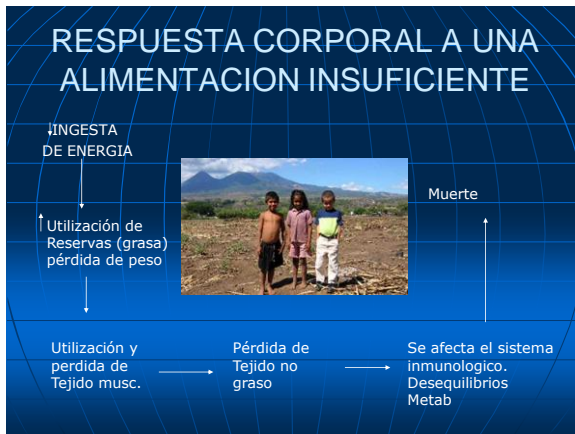 RESPUESTA CORPORAL A UNA
ALIMENTACION INSUFICIENTE
↓INGESTA
DE ENERGIA
↑Utilización de
Reservas (grasa)
pérdida de peso
Utilización y
perdida de
Tejido musc.
Pérdida de
Tejido no
graso
Se afecta el sistema
inmunologico.
Desequilibrios
Metab
Muerte